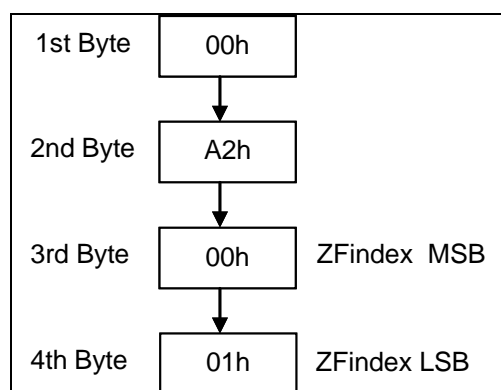 1st Byte 00h
2nd Byte A2h
3rd Byte 00h ZFindex MSB
4th Byte 01h ZFindex LSB